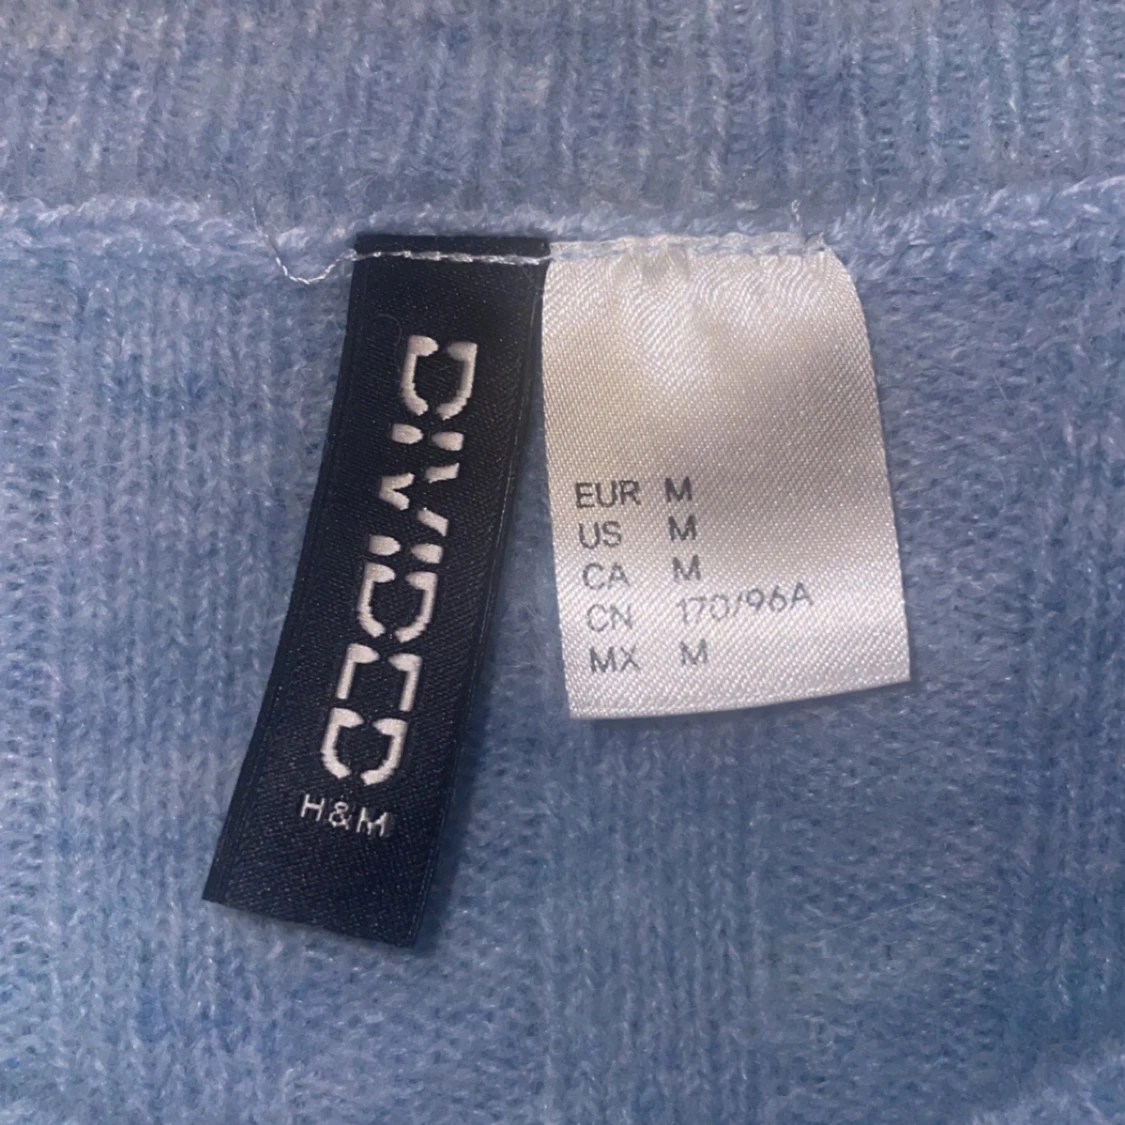 DIVIDED
H&M
EUR M
US M
CA M
CN 170/96A
MX M